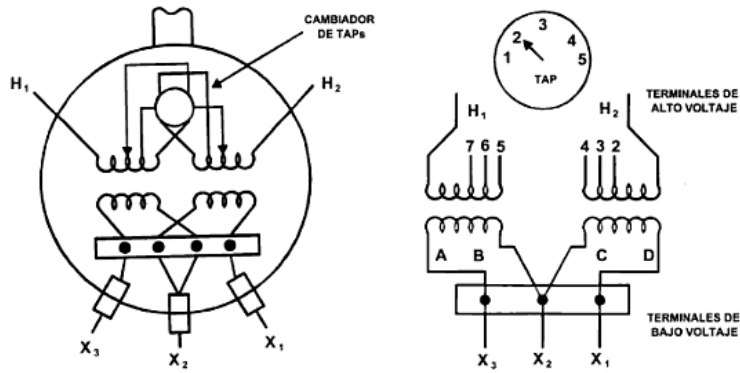 CAMBIADOR
DE TAPs
H1
H2
X3
X2
X1
1 2 3 4 5
TAP
TERMINALES DE
ALTO VOLTAJE
H1
H2
7 6 5
4 3 2
A B C D
TERMINALES DE
BAJO VOLTAJE
X3 X2 X1